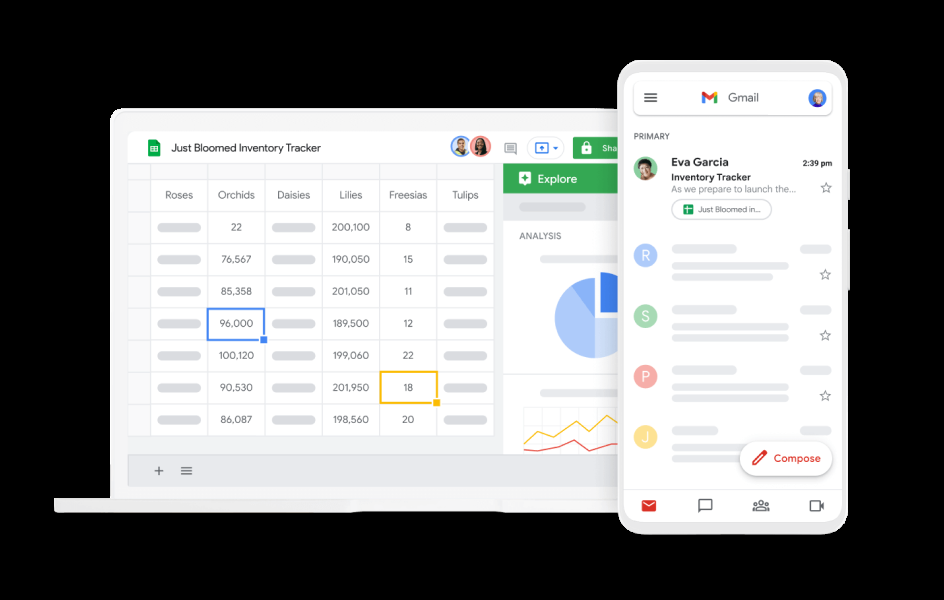 Just Bloomed Inventory Tracker
Sha
Roses Orchids Daisies Lilies Freesias Tulips
22 200,100 8
76,567 190,050 15
85,358 201,050 11
96,000 189,500 12
100,120 199,060 22
90,530 201,950 18
86,087 198,560 20
Explore
ANALYSIS
Gmail
PRIMARY
Eva Garcia 2:39 pm
Inventory Tracker
As we prepare to launch the...
Just Bloomed in...
R
S
P
J
Compose